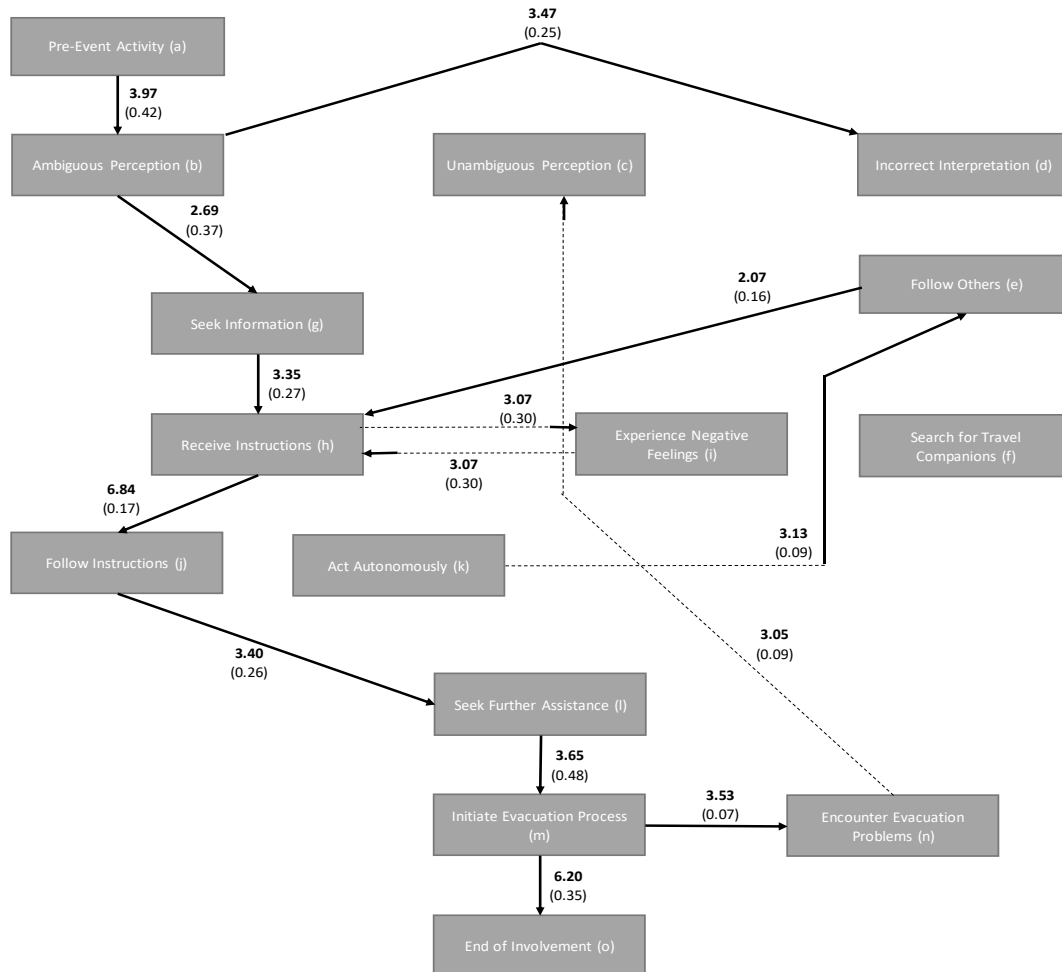 3.47
(0.25)
Pre-Event Activity (a)
3.97
(0.42)
Ambiguous Perception (b)
Unambiguous Perception (c)
Incorrect Interpretation (d)
2.69
(0.37)
2.07
(0.16)
Follow Others (e)
Seek Information (g)
3.35
(0.27)
3.07
(0.30)
Receive Instructions (h)
Experience Negative
Feelings (i)
Search for Travel
Companions (f)
3.07
(0.30)
6.84
(0.17)
3.13
(0.09)
Follow Instructions (j)
Act Autonomously (k)
3.40
(0.26)
3.05
(0.09)
Seek Further Assistance (l)
3.65
(0.48)
3.53
(0.07)
Initiate Evacuation Process
(m)
Encounter Evacuation
Problems (n)
6.20
(0.35)
End of Involvement (o)